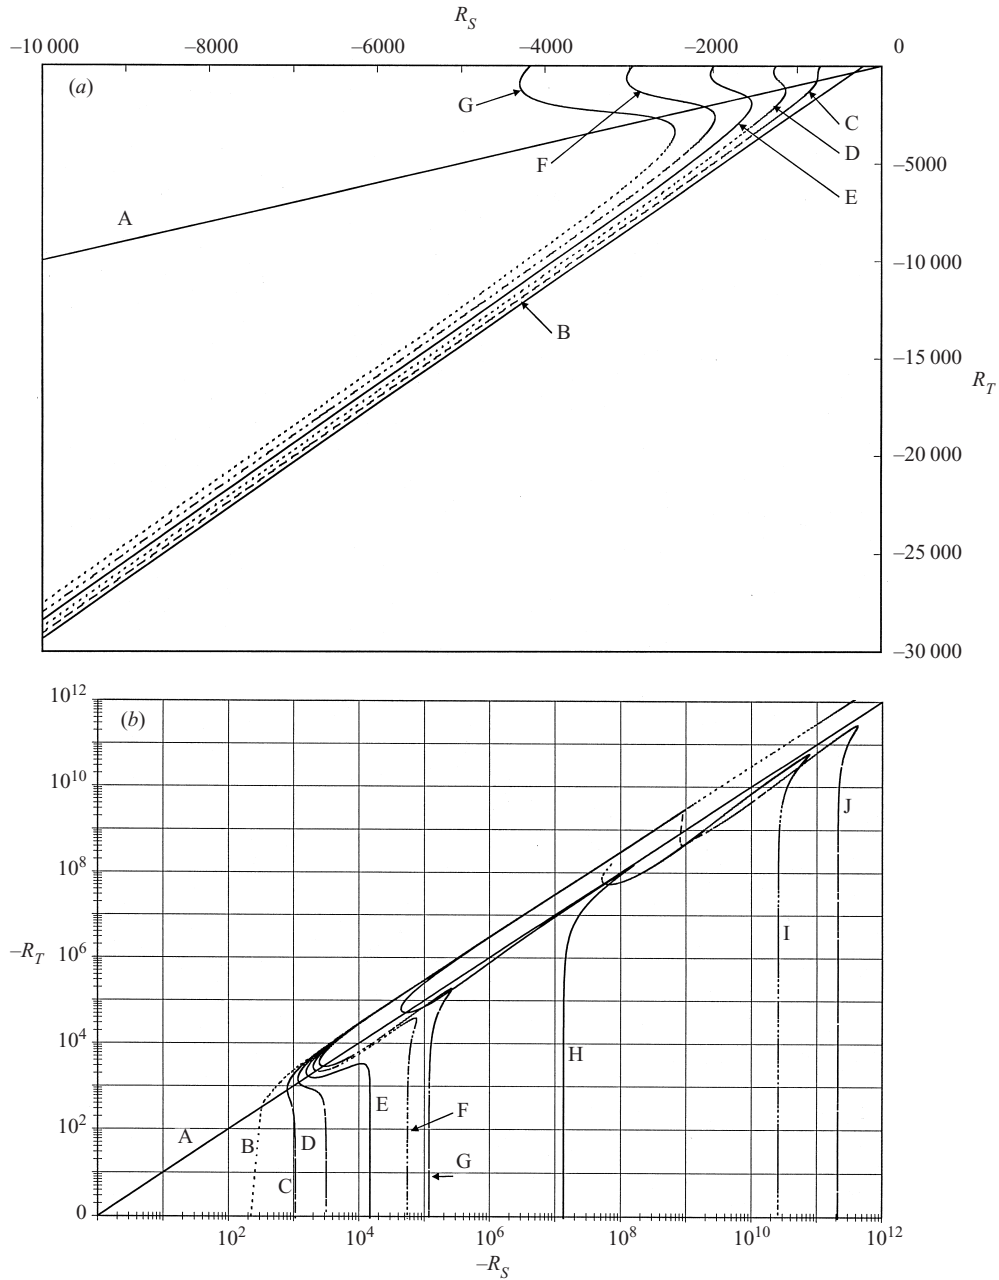 R_S
–10 000 –8000 –6000 –4000 –2000 0
(a)
G
C
F
D
–5000
E
A
–10 000
B
–15 000
R_T
–20 000
–25 000
–30 000
10^12
(b)
10^10
J
10^8
I
–R_T
10^6
10^4
H
E
F
A
B
D
10^2
G
C
0
10^2 10^4 10^6 10^8 10^10 10^12
–R_S